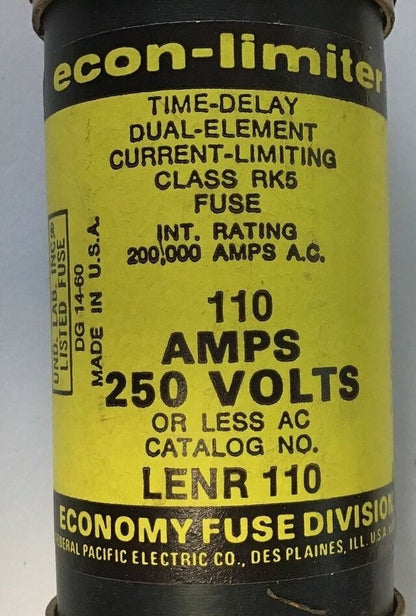 econ-limiter
TIME-DELAY
DUAL-ELEMENT
CURRENT-LIMITING
CLASS RK5
FUSE
INT. RATING
200,000 AMPS A.C.
110
AMPS
250 VOLTS
OR LESS AC
CATALOG NO.
LENR 110
UND. LAB. INC®
LISTED FUSE
DG 14-60
MADE IN U.S.A.
ECONOMY FUSE DIVISION
FEDERAL PACIFIC ELECTRIC CO., DES PLAINES, ILL. U.S.A.